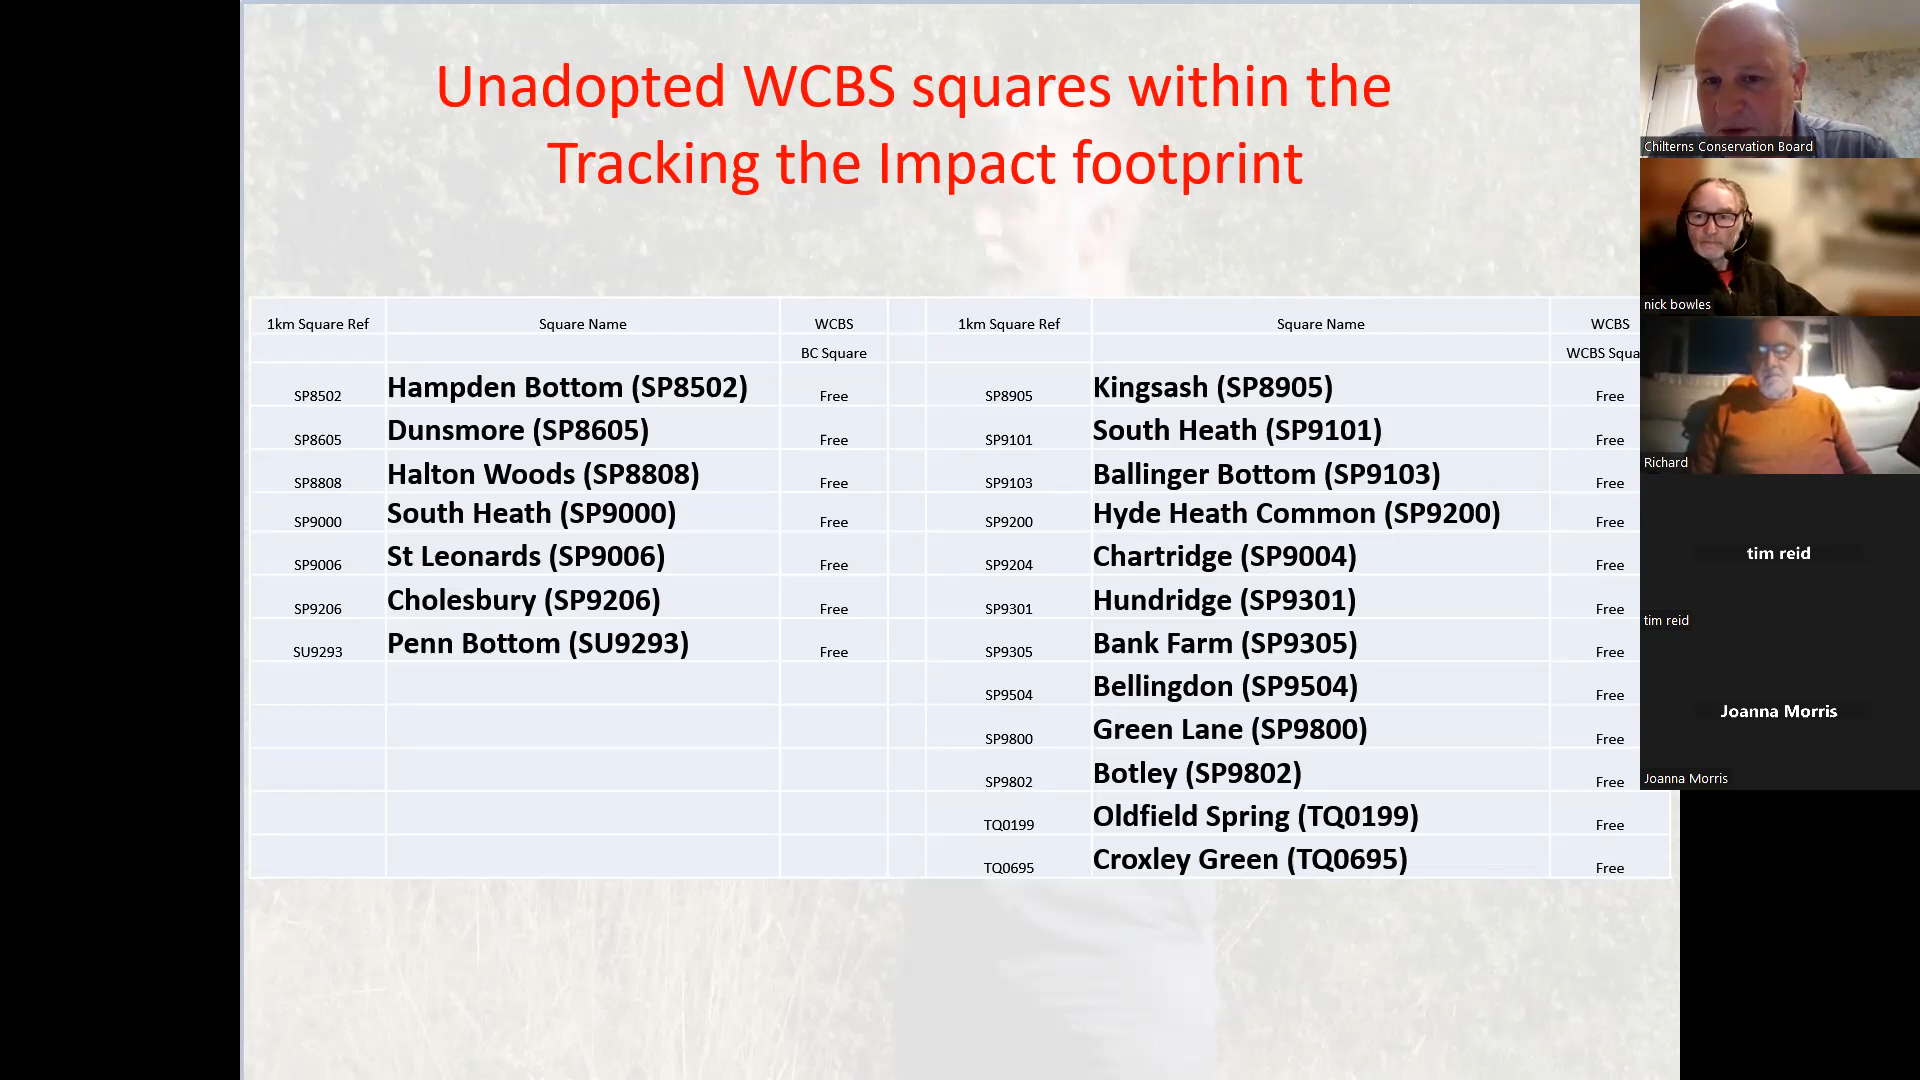 Unadopted WCBS squares within the
Tracking the Impact footprint
1km Square Ref Square Name WCBS 1km Square Ref Square Name WCBS
BC Square WCBS Squa
SP8502 Hampden Bottom (SP8502) Free SP8905 Kingsash (SP8905) Free
SP8605 Dunsmore (SP8605) Free SP9101 South Heath (SP9101) Free
SP8808 Halton Woods (SP8808) Free SP9103 Ballinger Bottom (SP9103) Free
SP9000 South Heath (SP9000) Free SP9200 Hyde Heath Common (SP9200) Free
SP9006 St Leonards (SP9006) Free SP9204 Chartridge (SP9004) Free
SP9206 Cholesbury (SP9206) Free SP9301 Hundridge (SP9301) Free
SU9293 Penn Bottom (SU9293) Free SP9305 Bank Farm (SP9305) Free
SP9504 Bellingdon (SP9504) Free
SP9800 Green Lane (SP9800) Free
SP9802 Botley (SP9802) Free
TQ0199 Oldfield Spring (TQ0199) Free
TQ0695 Croxley Green (TQ0695) Free
Chilterns Conservation Board
nick bowles
Richard
tim reid
tim reid
Joanna Morris
Joanna Morris